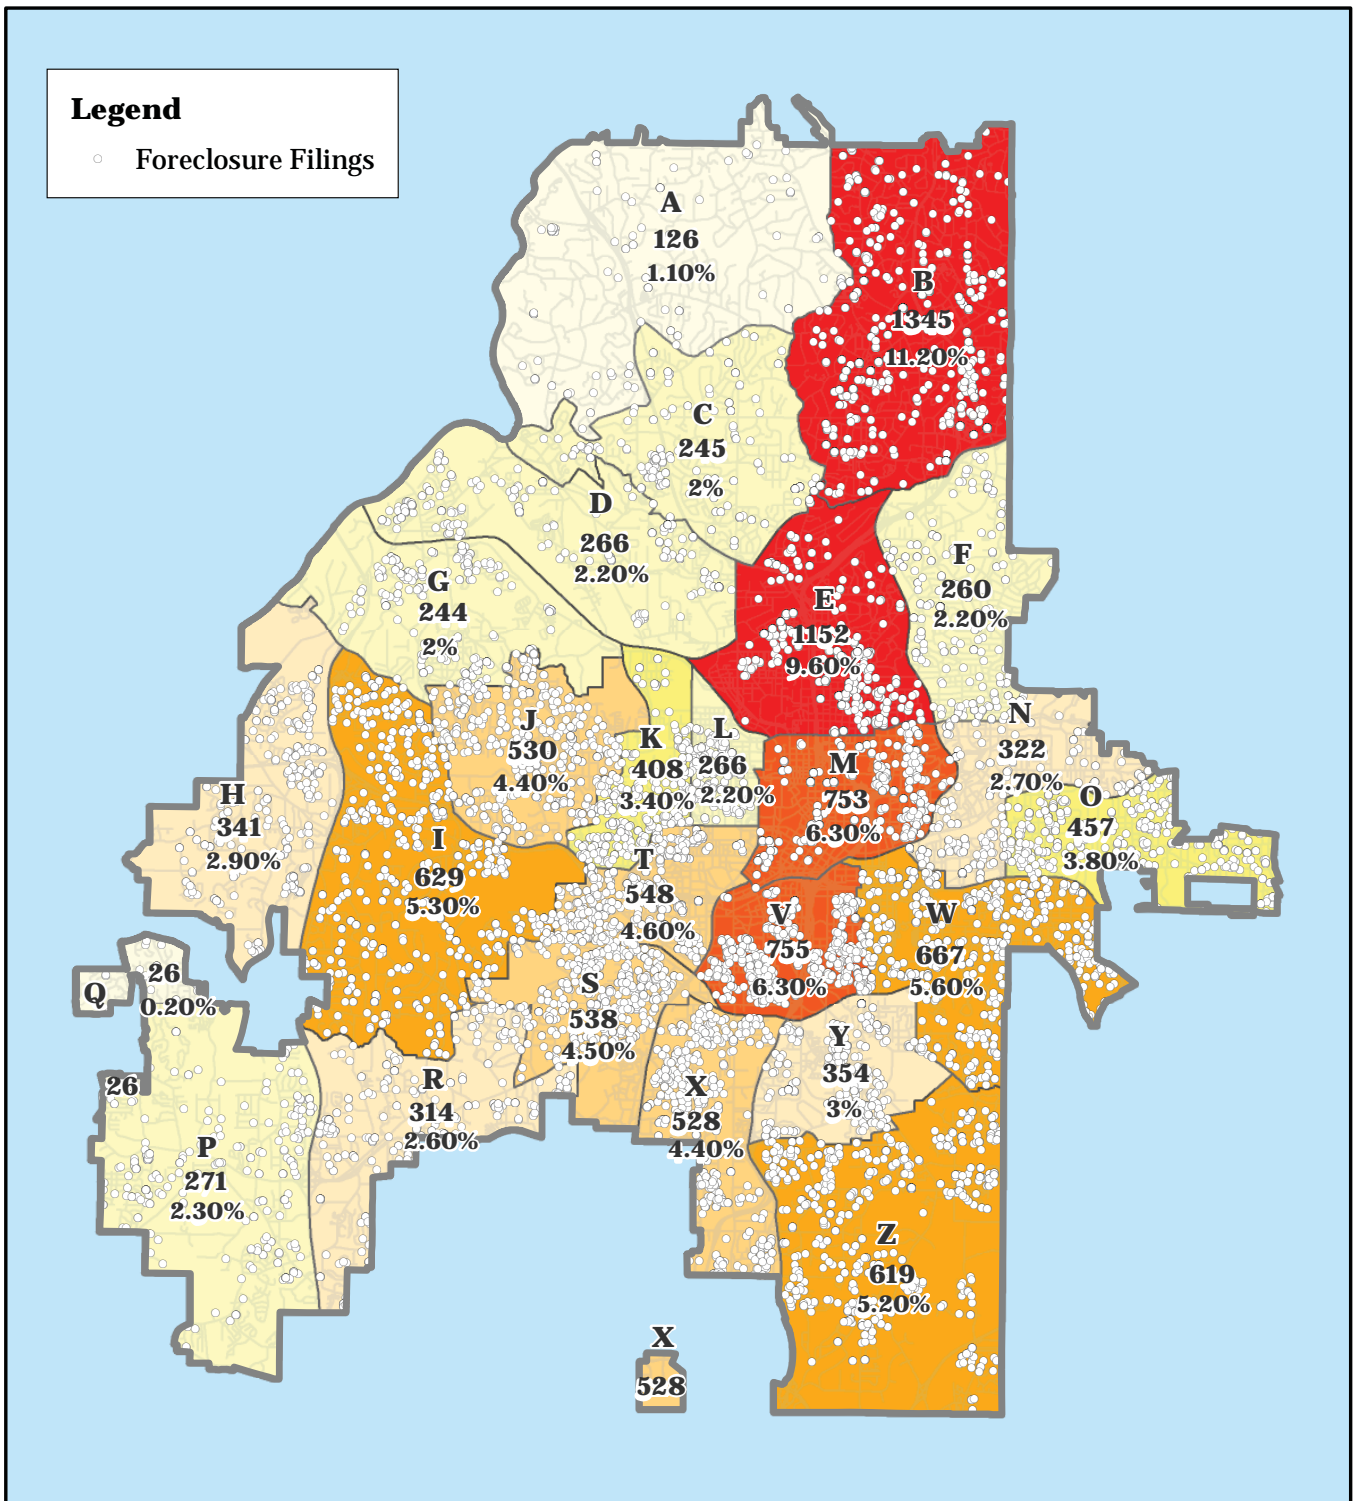 Legend
Foreclosure Filings
A
126
1.10%
B
1345
11.20%
C
245
2%
D
266
2.20%
E
1152
9.60%
F
260
2.20%
G
244
2%
H
341
2.90%
I
629
5.30%
J
530
4.40%
K
408
3.40%
L
266
2.20%
M
753
6.30%
N
322
2.70%
O
457
3.80%
T
548
4.60%
V
755
6.30%
W
667
5.60%
Q
26
0.20%
26
P
271
2.30%
R
314
2.60%
S
538
4.50%
X
528
4.40%
Y
354
3%
Z
619
5.20%
X
528